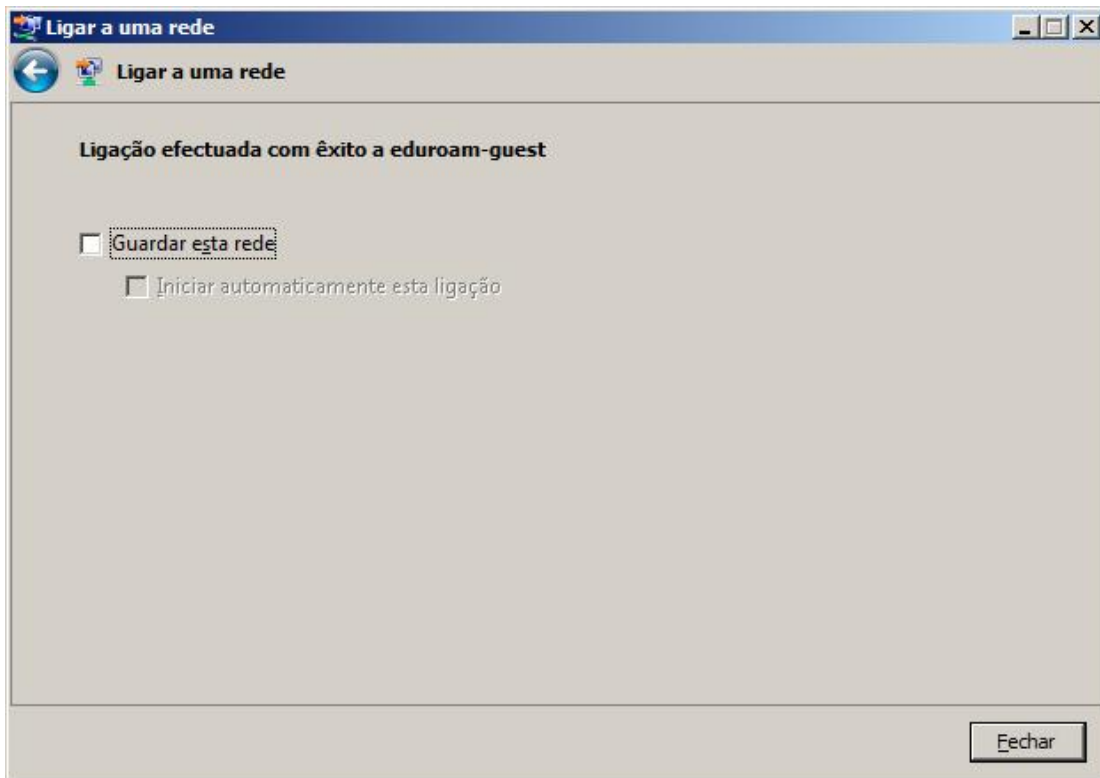 Ligar a uma rede
Ligar a uma rede
Ligação efectuada com êxito a eduroam-guest
Guardar esta rede
Iniciar automaticamente esta ligação
Fechar